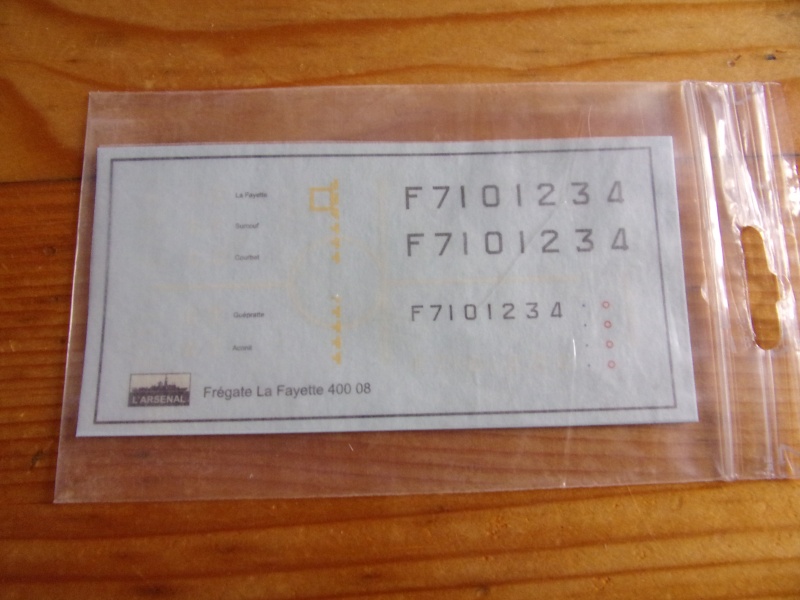 La Fayette
F7101234
Surcouf
F7101234
Courbet
Guépratte
F7101234
Aconit
L'ARSENAL
Frégate La Fayette 400 08